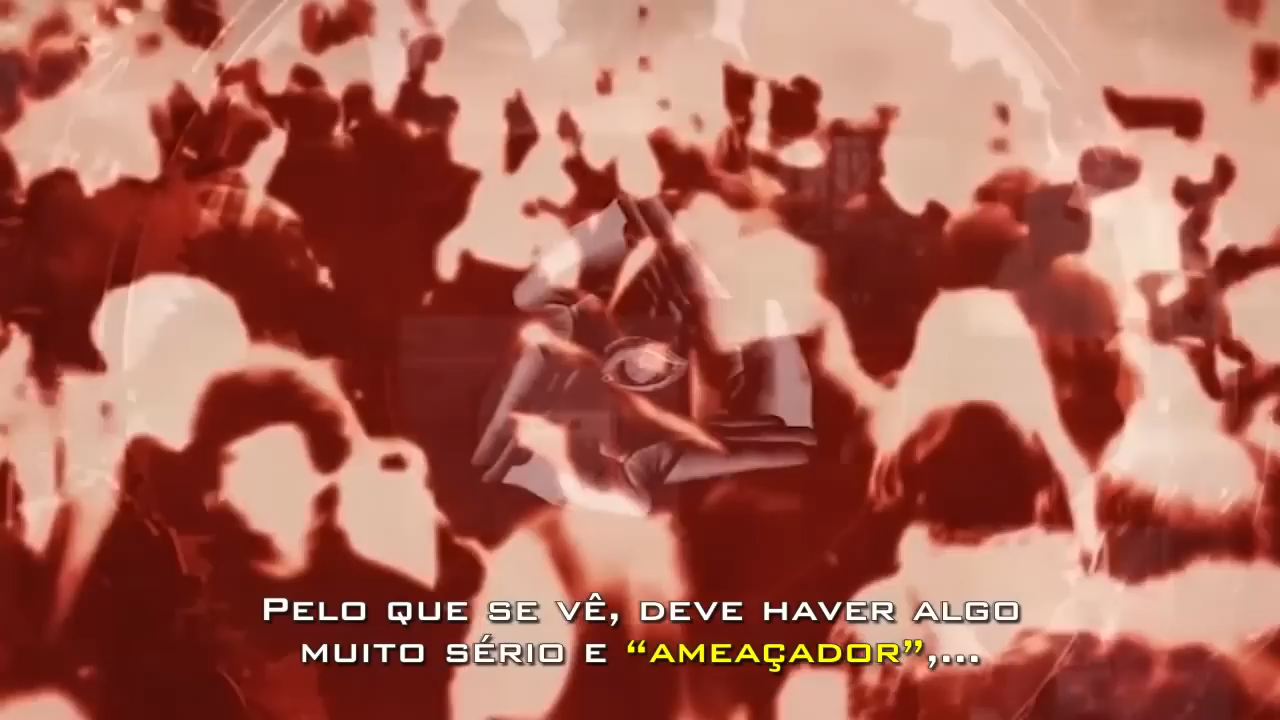 PELO QUE SE VÊ, DEVE HAVER ALGO
MUITO SÉRIO E “AMEAÇADOR”,...